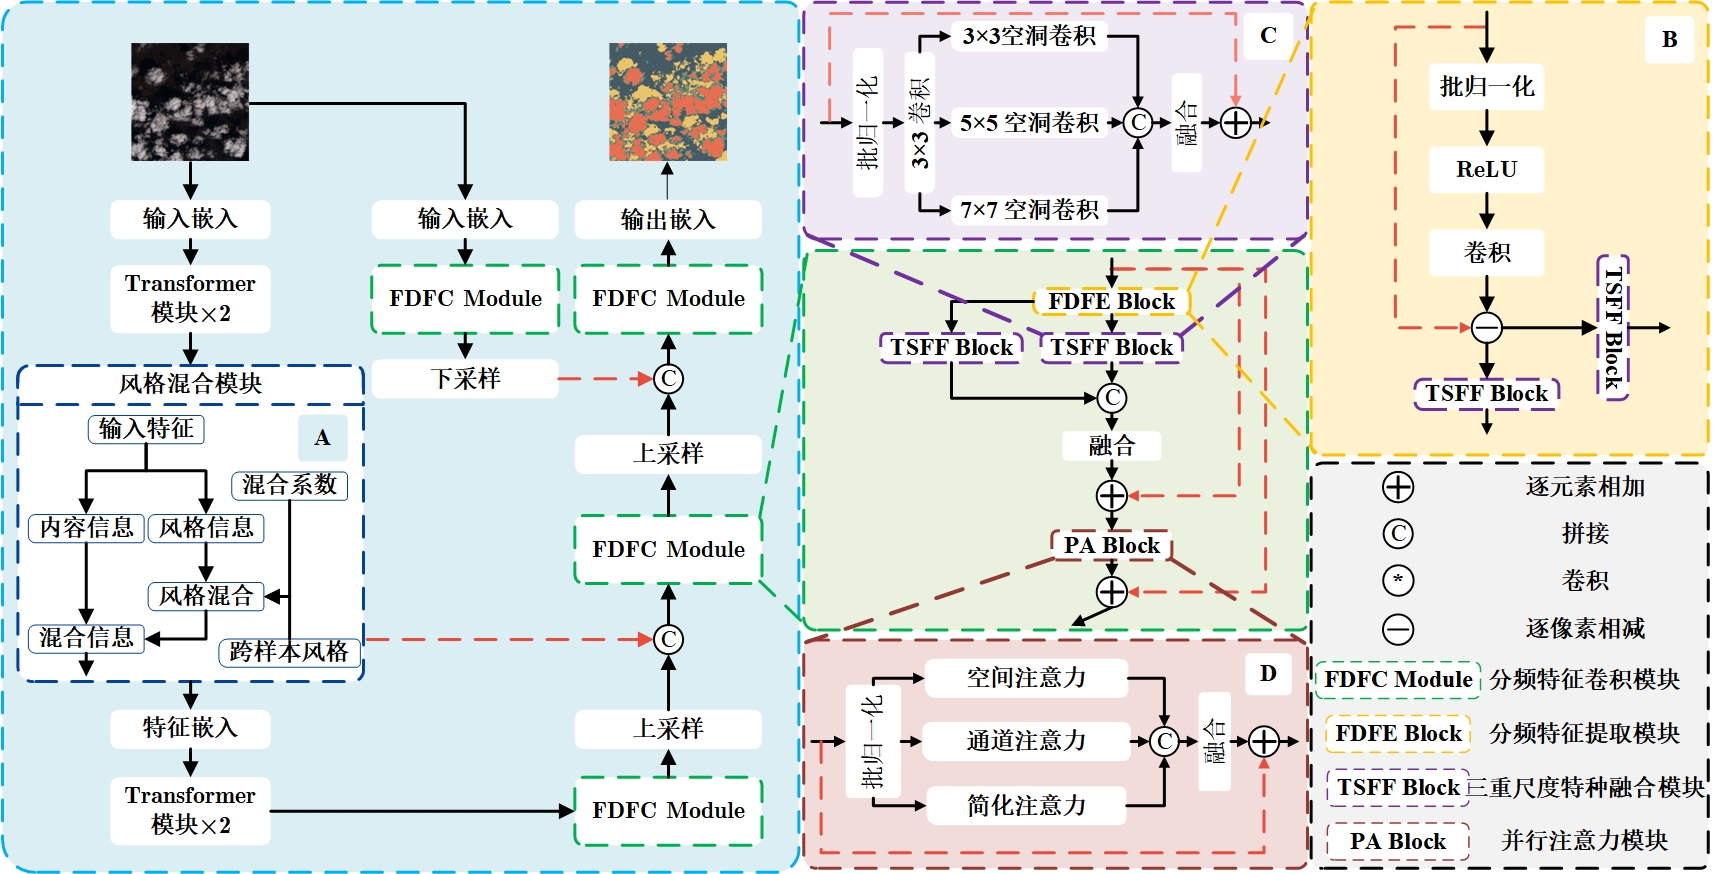 输入嵌入
Transformer
模块×2
风格混合模块
A
输入特征
混合系数
内容信息
风格信息
风格混合
混合信息
跨样本风格
特征嵌入
Transformer
模块×2
输入嵌入
FDFC Module
下采样
输出嵌入
FDFC Module
C
上采样
FDFC Module
C
上采样
FDFC Module
C
批归一化
3×3 卷积
3×3空洞卷积
5×5 空洞卷积
7×7 空洞卷积
C
融合
FDFE Block
TSFF Block
TSFF Block
C
融合
PA Block
D
批归一化
空间注意力
通道注意力
简化注意力
C
融合
B
批归一化
ReLU
卷积
TSFF Block
TSFF Block
逐元素相加
C 拼接
* 卷积
逐像素相减
FDFC Module 分频特征卷积模块
FDFE Block 分频特征提取模块
TSFF Block 三重尺度特种融合模块
PA Block 并行注意力模块